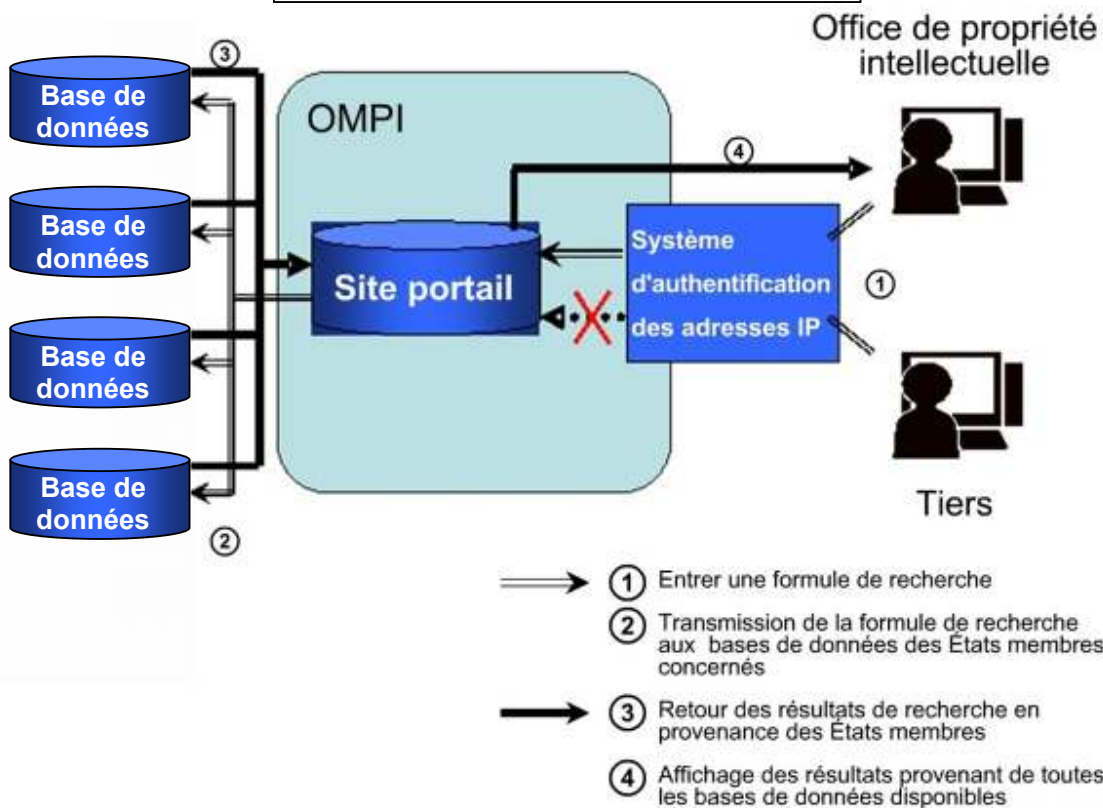 Office de propriété
intellectuelle
③
Base de
données
OMPI
④
Base de
données
Système
d'authentification
des adresses IP
Site portail
①
Base de
données
Base de
données
②
Tiers
① Entrer une formule de recherche
② Transmission de la formule de recherche
aux bases de données des États membres
concernés
③ Retour des résultats de recherche en
provenance des États membres
④ Affichage des résultats provenant de toutes
les bases de données disponibles